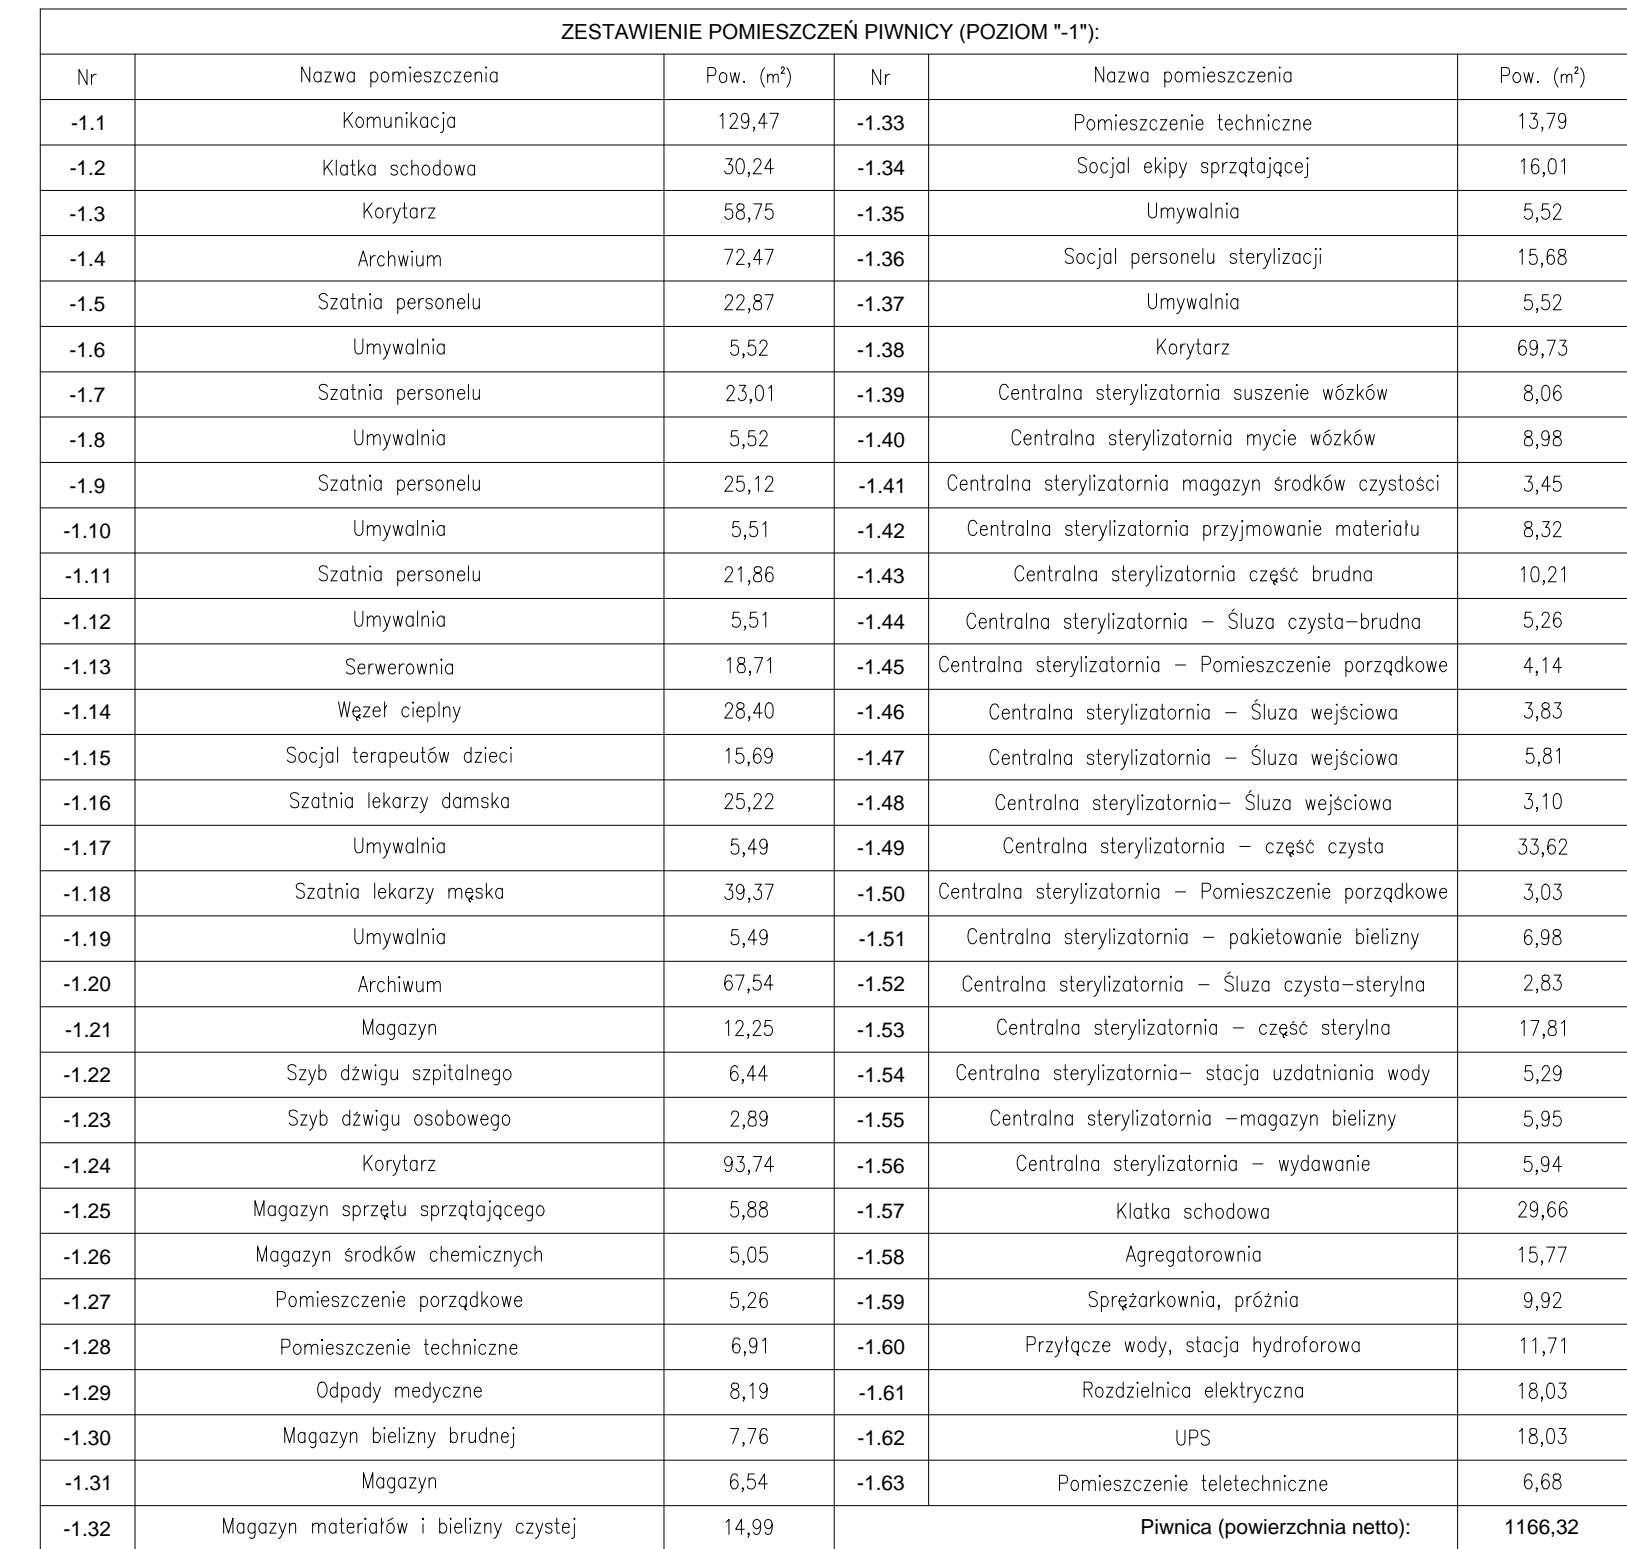 ZESTAWIENIE POMIESZCZEŃ PIWNICY (POZIOM "-1"):
Nr Nazwa pomieszczenia Pow. (m²) Nr Nazwa pomieszczenia Pow. (m²)
-1.1 Komunikacja 129,47 -1.33 Pomieszczenie techniczne 13,79
-1.2 Klatka schodowa 30,24 -1.34 Socjal ekipy sprzątającej 16,01
-1.3 Korytarz 58,75 -1.35 Umywalnia 5,52
-1.4 Archwium 72,47 -1.36 Socjal personelu sterylizacji 15,68
-1.5 Szatnia personelu 22,87 -1.37 Umywalnia 5,52
-1.6 Umywalnia 5,52 -1.38 Korytarz 69,73
-1.7 Szatnia personelu 23,01 -1.39 Centralna sterylizatornia suszenie wózków 8,06
-1.8 Umywalnia 5,52 -1.40 Centralna sterylizatornia mycie wózków 8,98
-1.9 Szatnia personelu 25,12 -1.41 Centralna sterylizatornia magazyn środków czystości 3,45
-1.10 Umywalnia 5,51 -1.42 Centralna sterylizatornia przyjmowanie materiału 8,32
-1.11 Szatnia personelu 21,86 -1.43 Centralna sterylizatornia część brudna 10,21
-1.12 Umywalnia 5,51 -1.44 Centralna sterylizatornia – Śluza czysta–brudna 5,26
-1.13 Serwerownia 18,71 -1.45 Centralna sterylizatornia – Pomieszczenie porządkowe 4,14
-1.14 Węzeł cieplny 28,40 -1.46 Centralna sterylizatornia – Śluza wejściowa 3,83
-1.15 Socjal terapeutów dzieci 15,69 -1.47 Centralna sterylizatornia – Śluza wejściowa 5,81
-1.16 Szatnia lekarzy damska 25,22 -1.48 Centralna sterylizatornia– Śluza wejściowa 3,10
-1.17 Umywalnia 5,49 -1.49 Centralna sterylizatornia – część czysta 33,62
-1.18 Szatnia lekarzy męska 39,37 -1.50 Centralna sterylizatornia – Pomieszczenie porządkowe 3,03
-1.19 Umywalnia 5,49 -1.51 Centralna sterylizatornia – pakietowanie bielizny 6,98
-1.20 Archiwum 67,54 -1.52 Centralna sterylizatornia – Śluza czysta–sterylna 2,83
-1.21 Magazyn 12,25 -1.53 Centralna sterylizatornia – część sterylna 17,81
-1.22 Szyb dźwigu szpitalnego 6,44 -1.54 Centralna sterylizatornia– stacja uzdatniania wody 5,29
-1.23 Szyb dźwigu osobowego 2,89 -1.55 Centralna sterylizatornia –magazyn bielizny 5,95
-1.24 Korytarz 93,74 -1.56 Centralna sterylizatornia – wydawanie 5,94
-1.25 Magazyn sprzętu sprzątającego 5,88 -1.57 Klatka schodowa 29,66
-1.26 Magazyn środków chemicznych 5,05 -1.58 Agregatorownia 15,77
-1.27 Pomieszczenie porządkowe 5,26 -1.59 Sprężarkownia, próżnia 9,92
-1.28 Pomieszczenie techniczne 6,91 -1.60 Przyłącze wody, stacja hydroforowa 11,71
-1.29 Odpady medyczne 8,19 -1.61 Rozdzielnica elektryczna 18,03
-1.30 Magazyn bielizny brudnej 7,76 -1.62 UPS 18,03
-1.31 Magazyn 6,54 -1.63 Pomieszczenie teletechniczne 6,68
-1.32 Magazyn materiałów i bielizny czystej 14,99 Piwnica (powierzchnia netto): 1166,32